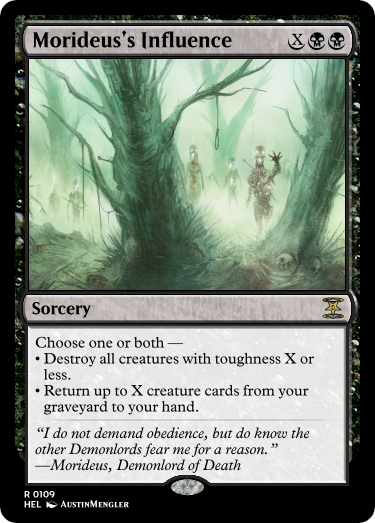 Morideus's Influence X
Sorcery
Choose one or both —
• Destroy all creatures with toughness X or
less.
• Return up to X creature cards from your
graveyard to your hand.
“I do not demand obedience, but do know the
other Demonlords fear me for a reason.”
—Morideus, Demonlord of Death
R 0109
HEL AustinMengler